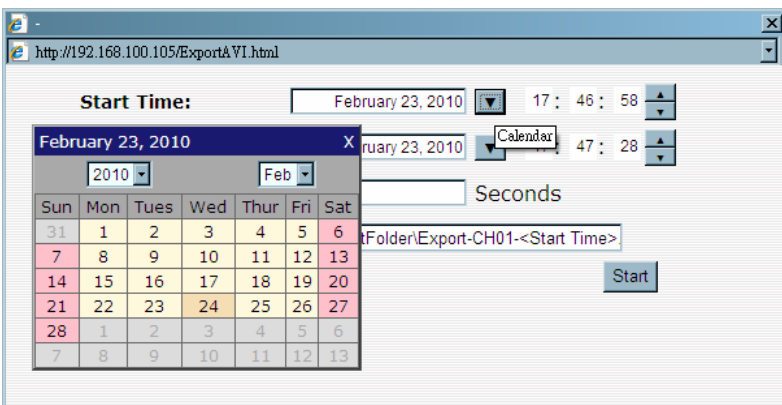 -
http://192.168.100.105/ExportAVI.html
Start Time: February 23, 2010 17: 46: 58
Calendar
February 23, 2010 X
ruary 23, 2010 47: 28
2010 Feb
Seconds
Sun Mon Tues Wed Thur Fri Sat
31 1 2 3 4 5 6
tFolder\Export-CH01-<Start Time>.
7 8 9 10 11 12 13
14 15 16 17 18 19 20
Start
21 22 23 24 25 26 27
28 1 2 3 4 5 6
7 8 9 10 11 12 13